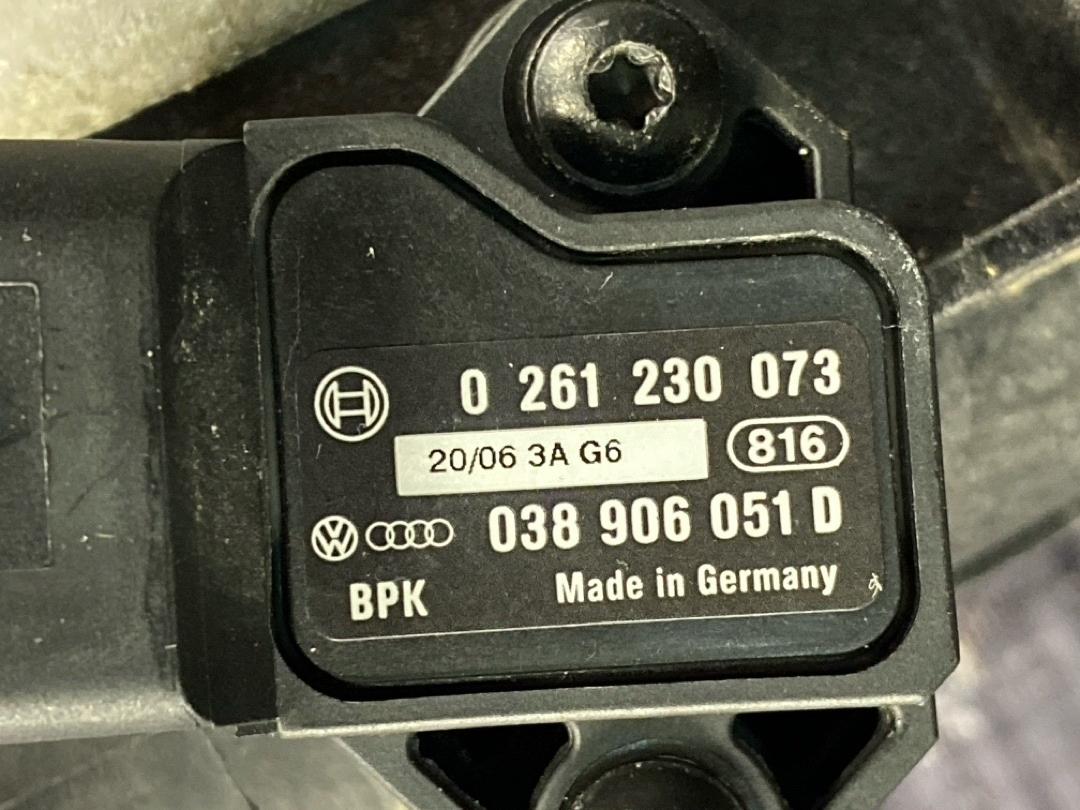 0 261 230 073
20/06 3A G6
816
038 906 051 D
BPK
Made in Germany